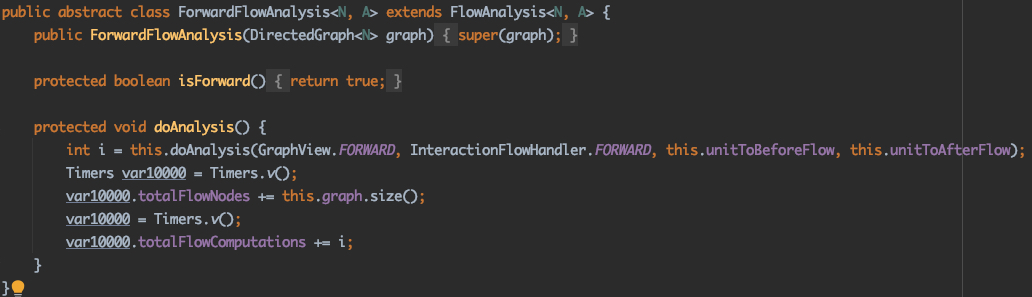 public abstract class ForwardFlowAnalysis<N, A> extends FlowAnalysis<N, A> {
    public ForwardFlowAnalysis(DirectedGraph<N> graph) { super(graph); }
    protected boolean isForward() { return true; }
    protected void doAnalysis() {
        int i = this.doAnalysis(GraphView.FORWARD, InteractionFlowHandler.FORWARD, this.unitToBeforeFlow, this.unitToAfterFlow);
        Timers var10000 = Timers.v();
        var10000.totalFlowNodes += this.graph.size();
        var10000 = Timers.v();
        var10000.totalFlowComputations += i;
    }
}